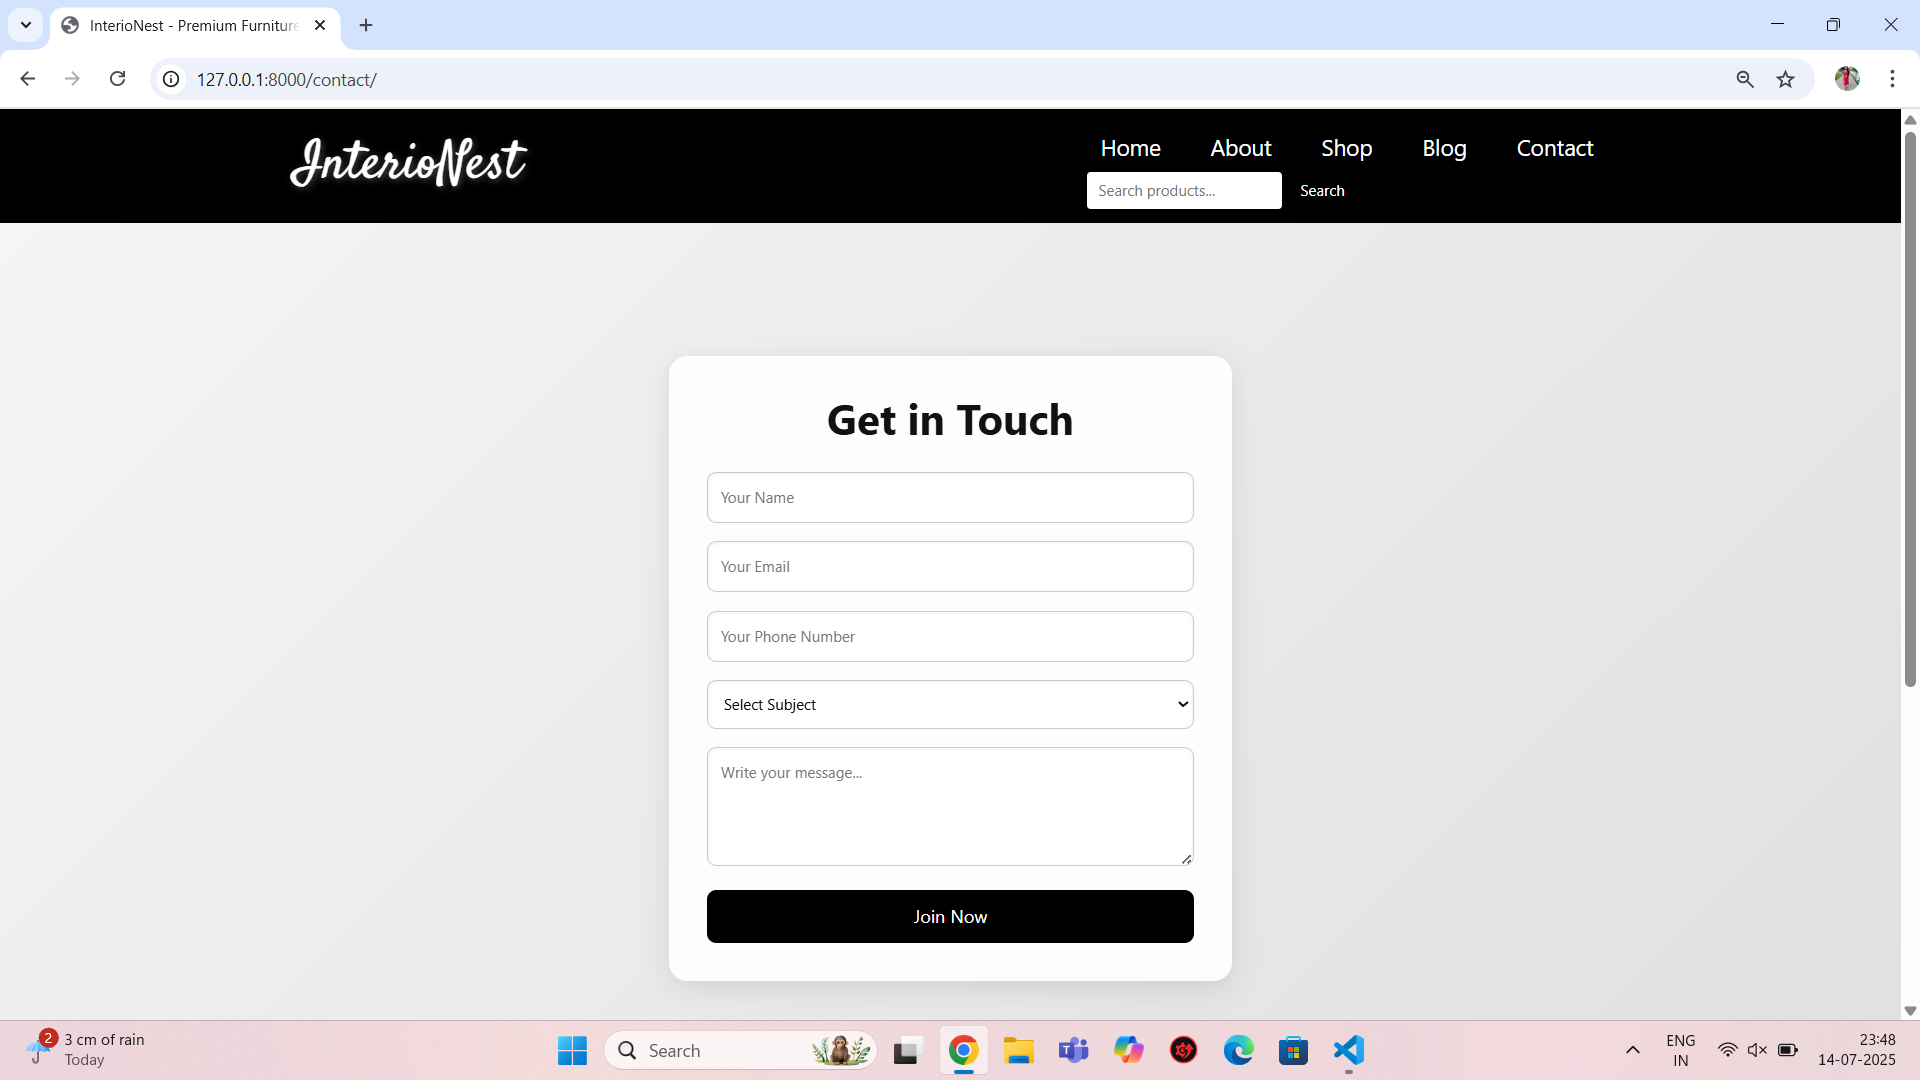 InterioNest - Premium Furniture
127.0.0.1:8000/contact/
InterioNest
Home About Shop Blog Contact
Search products... Search
Get in Touch
Your Name
Your Email
Your Phone Number
Select Subject
Write your message...
Join Now
2
3 cm of rain
Today
Search
ENG
IN
23:48
14-07-2025